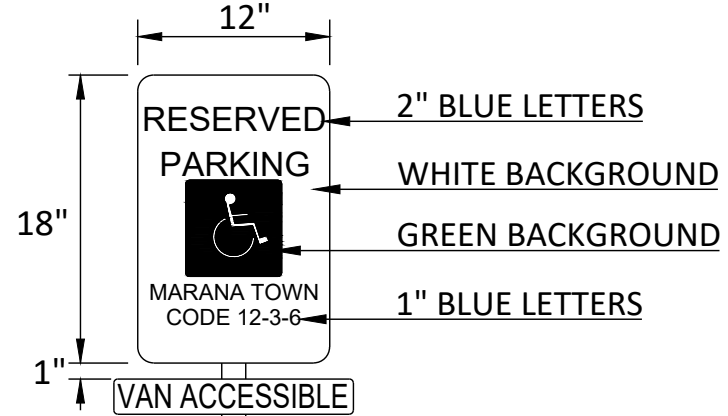 12"
RESERVED
2" BLUE LETTERS
PARKING
WHITE BACKGROUND
18"
GREEN BACKGROUND
MARANA TOWN
CODE 12-3-6
1" BLUE LETTERS
1"
VAN ACCESSIBLE